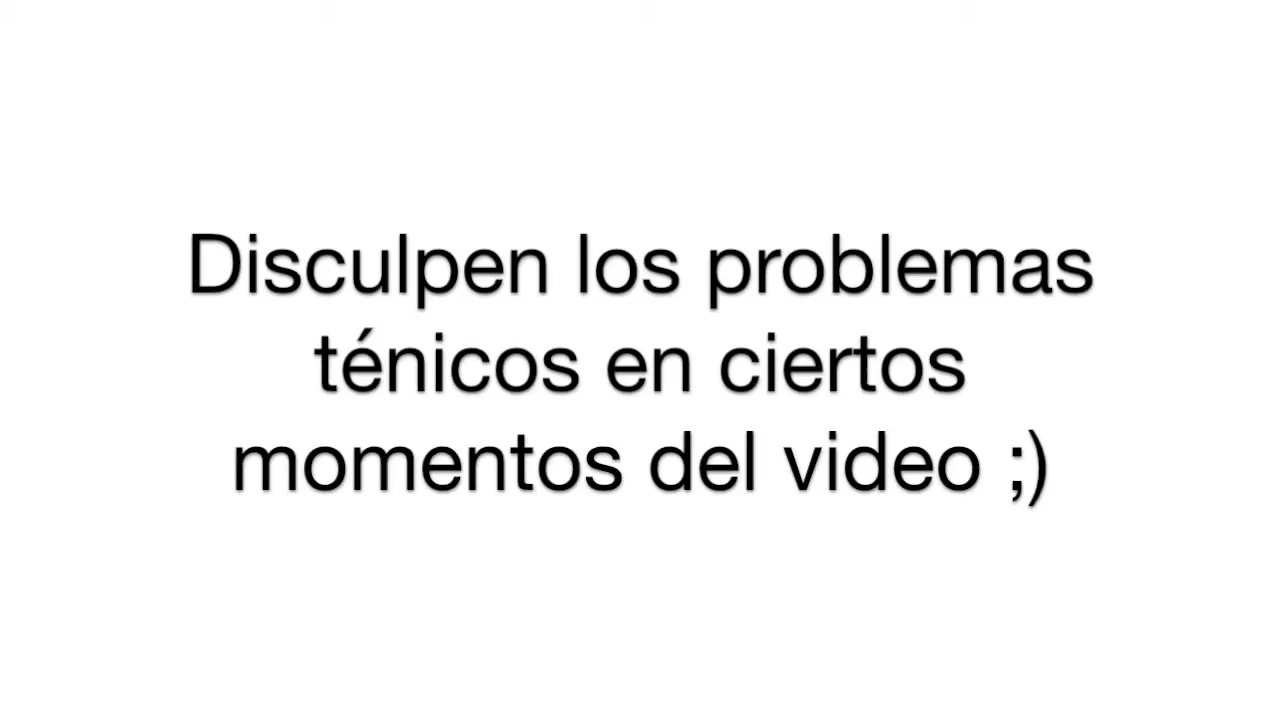 Disculpen los problemas
ténicos en ciertos
momentos del video ;)